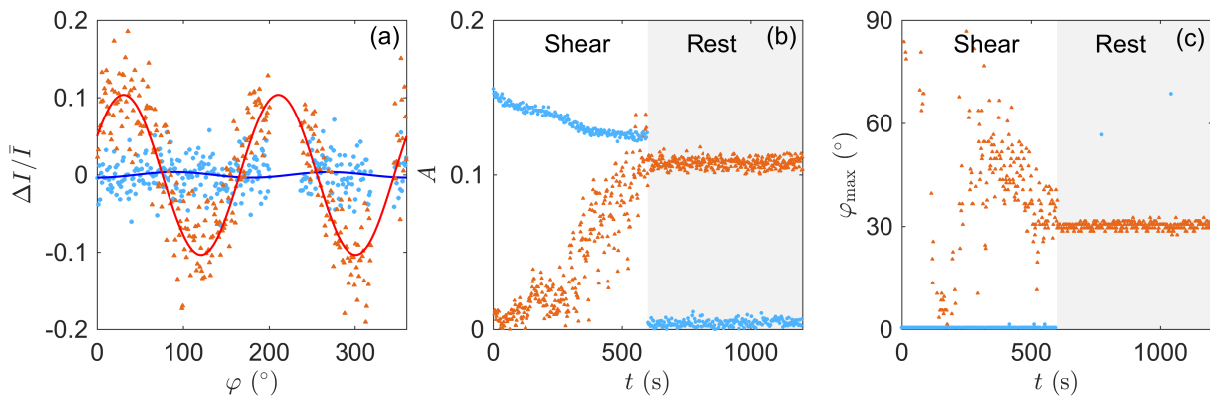 (a)
0.2
0.1
0
-0.1
-0.2
ΔI/Ī
0 100 200 300
φ (°)
Shear Rest (b)
0.2
0.1
0
A
0 500 1000
t (s)
Shear Rest (c)
90
60
30
0
φmax (°)
0 500 1000
t (s)